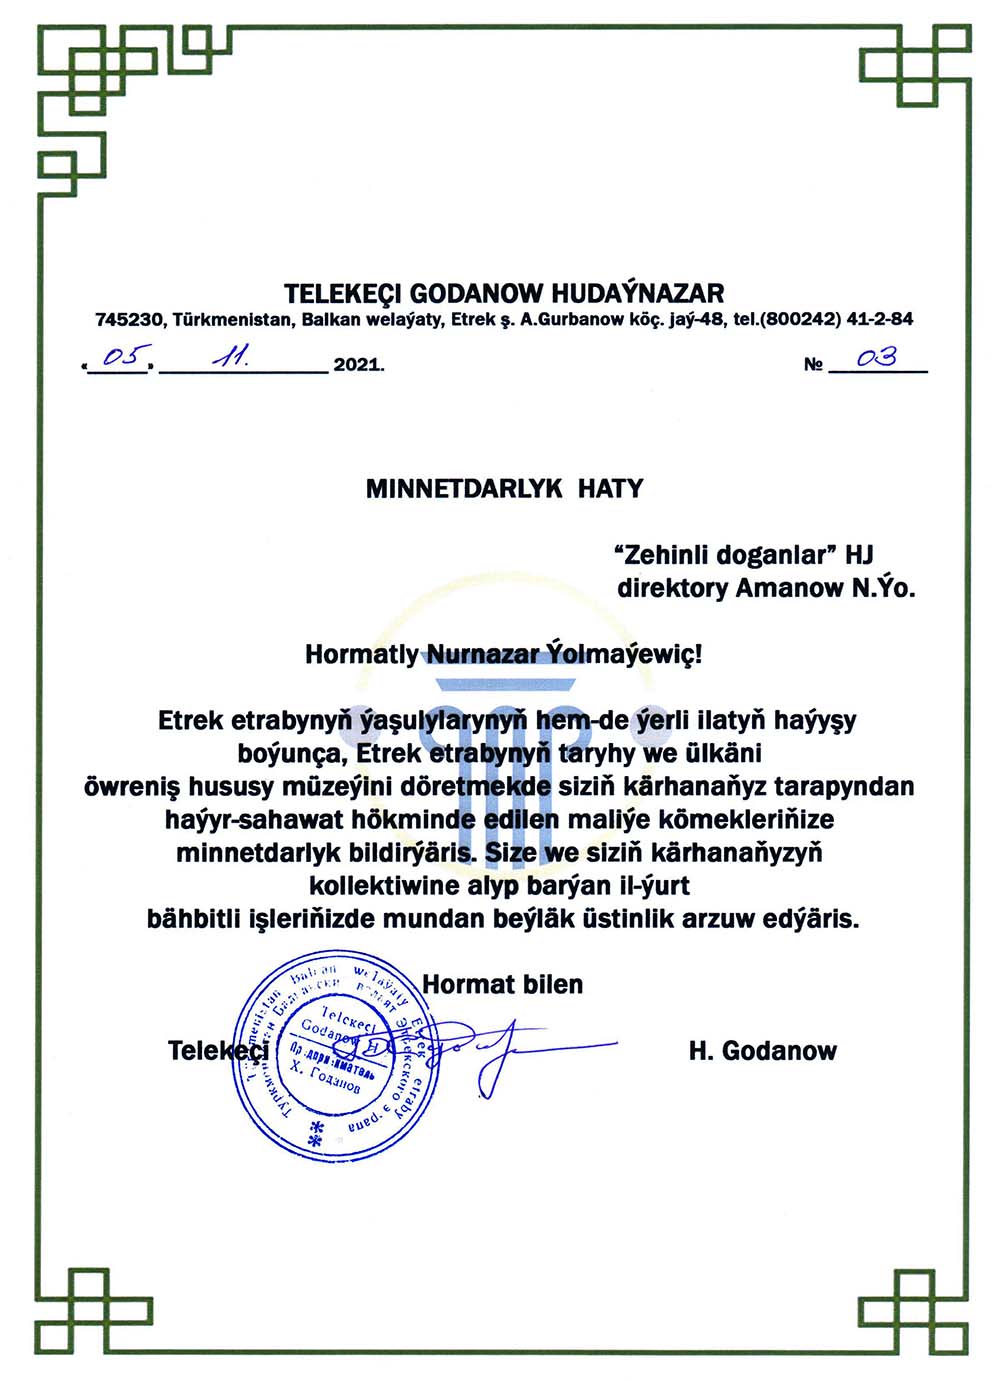 TELEKEÇI GODANOW HUDAÝNAZAR
745230, Türkmenistan, Balkan welaýaty, Etrek ş. A.Gurbanow köç. jaý-48, tel.(800242) 41-2-84
« 05 » 11. 2021. № 03
MINNETDARLYK HATY
“Zehinli doganlar” HJ
direktory Amanow N.Ýo.
Hormatly Nurnazar Ýolmaýewiç!
Etrek etrabynyň ýaşulylarynyň hem-de ýerli ilatyň haýyşy
boýunça, Etrek etrabynyň taryhy we ülkäni
öwreniş hususy müzeýini döretmekde siziň kärhanaňyz tarapyndan
haýyr-sahawat hökminde edilen maliýe kömekleriňize
minnetdarlyk bildirýäris. Size we siziň kärhanaňyzyň
kollektiwine alyp barýan il-ýurt
bähbitli işleriňizde mundan beýläk üstinlik arzuw edýäris.
Hormat bilen
Telekeçi H. Godanow
Türkmenistan Balkan welaýaty Etrek etraby
Туркменистан Балкански велаят Этрекского этрапа
Telekeçi
Godanow H
Предприниматель
Х. Годанов